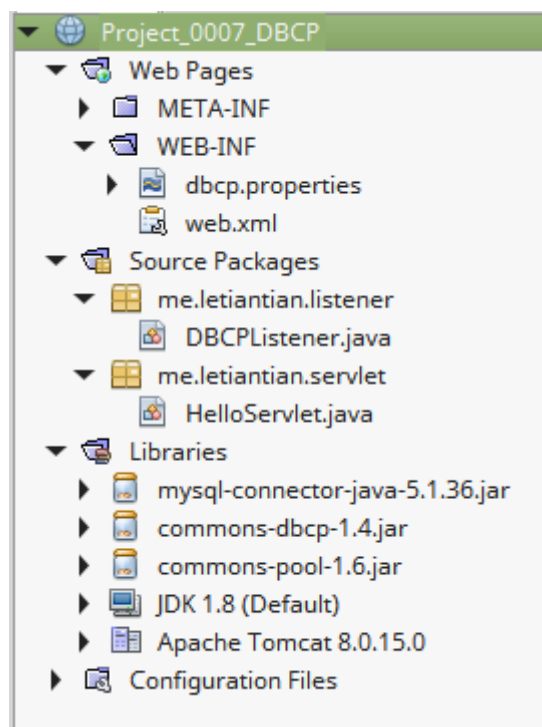 Project_0007_DBCP
Web Pages
META-INF
WEB-INF
dbcp.properties
web.xml
Source Packages
me.letiantian.listener
DBCPListener.java
me.letiantian.servlet
HelloServlet.java
Libraries
mysql-connector-java-5.1.36.jar
commons-dbcp-1.4.jar
commons-pool-1.6.jar
JDK 1.8 (Default)
Apache Tomcat 8.0.15.0
Configuration Files